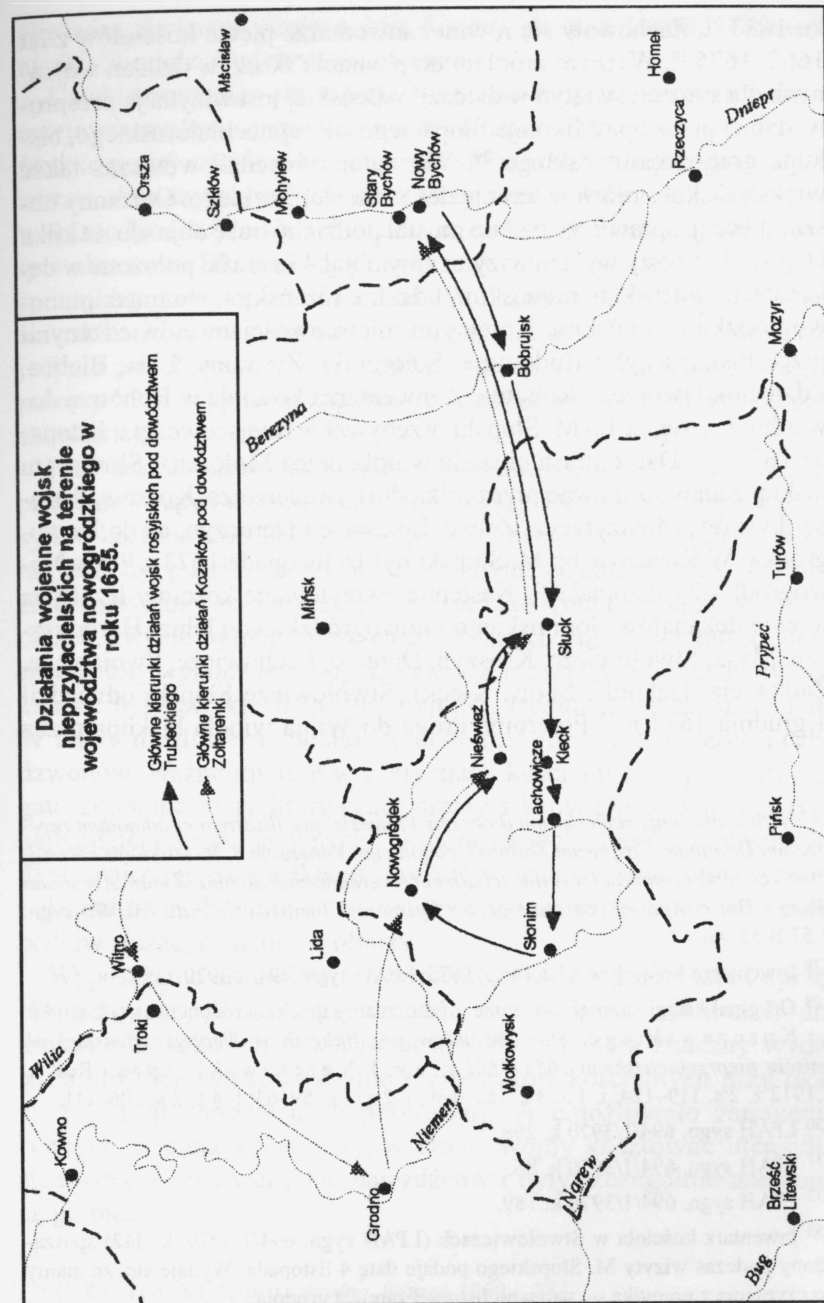 Działania wojenne wojsk
nieprzyjacielskich na terenie
województwa nowogródzkiego w
1655 r.
Główne kierunki działań wojsk rosyjskich pod dowództwem
Trubeckiego
Główne kierunki działań Kozaków pod dowództwem
Zołtarenki
Kowno
Wilia
Wilno
Troki
Orsza
Mścisław
Szkłów
Mohylew
Stary
Bychów
Nowy
Bychów
Homel
Rzeczyca
Dniepr
Berezyna
Mińsk
Bobrujsk
Lida
Nowogródek
Nieśwież
Słuck
Kleck
Lachowicze
Słonim
Grodno
Niemen
Wołkowysk
Narew
Brześć
Litewski
Bug
Pińsk
Prypeć
Turów
Mozyr